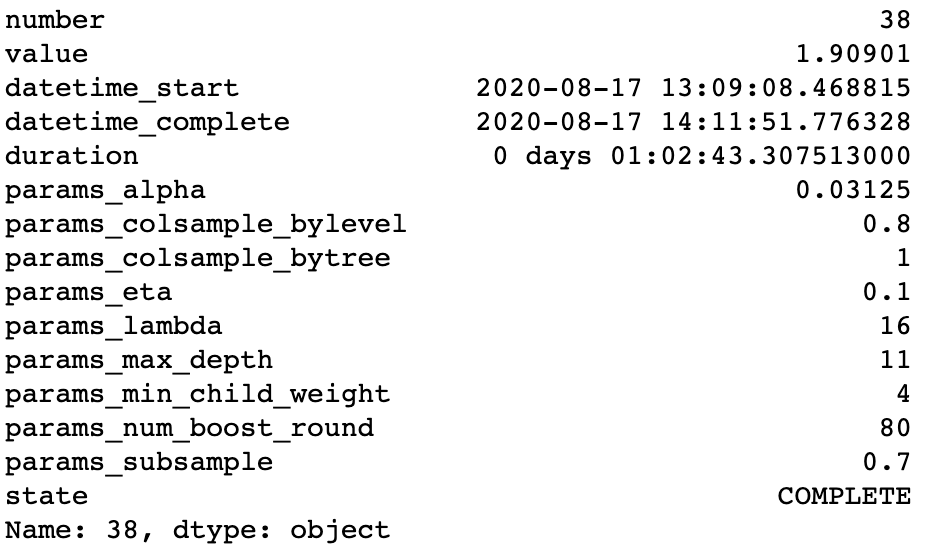 number 38
value 1.90901
datetime_start 2020-08-17 13:09:08.468815
datetime_complete 2020-08-17 14:11:51.776328
duration 0 days 01:02:43.307513000
params_alpha 0.03125
params_colsample_bylevel 0.8
params_colsample_bytree 1
params_eta 0.1
params_lambda 16
params_max_depth 11
params_min_child_weight 4
params_num_boost_round 80
params_subsample 0.7
state COMPLETE
Name: 38, dtype: object